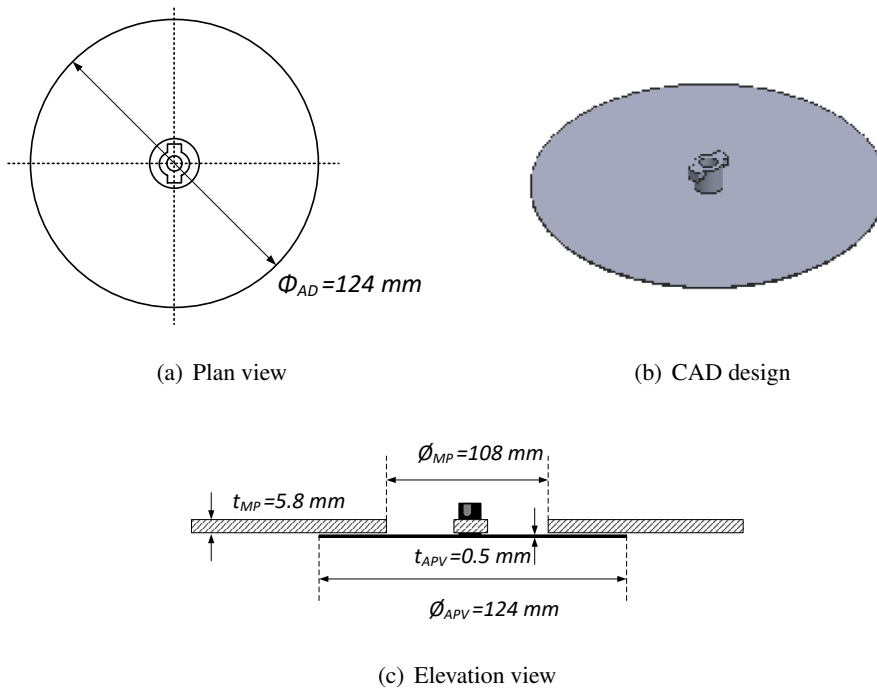 Φ_AD =124 mm
(a) Plan view
(b) CAD design
Ø_MP=108 mm
t_MP=5.8 mm
t_APV=0.5 mm
Ø_APV=124 mm
(c) Elevation view